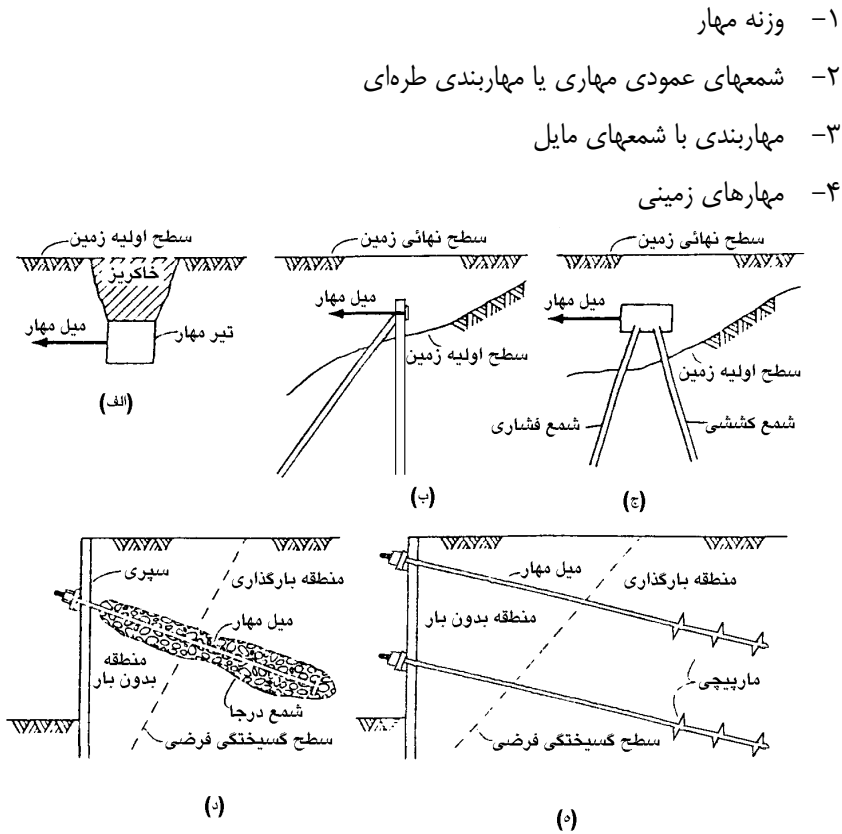 ۱- وزنه مهار
۲- شمعهای عمودی مهاری یا مهاربندی طره‌ای
۳- مهاربندی با شمعهای مایل
۴- مهارهای زمینی
سطح اولیه زمین
خاکریز
میل مهار
تیر مهار
(الف)
سطح نهائی زمین
میل مهار
سطح اولیه زمین
(ب)
سطح نهائی زمین
میل مهار
سطح اولیه زمین
شمع فشاری
شمع کششی
(ج)
سپری
منطقه بارگذاری
میل مهار
منطقه
بدون بار
شمع درجا
سطح گسیختگی فرضی
(د)
میل مهار
منطقه بارگذاری
منطقه بدون بار
مارپیچی
سطح گسیختگی فرضی
(ه)